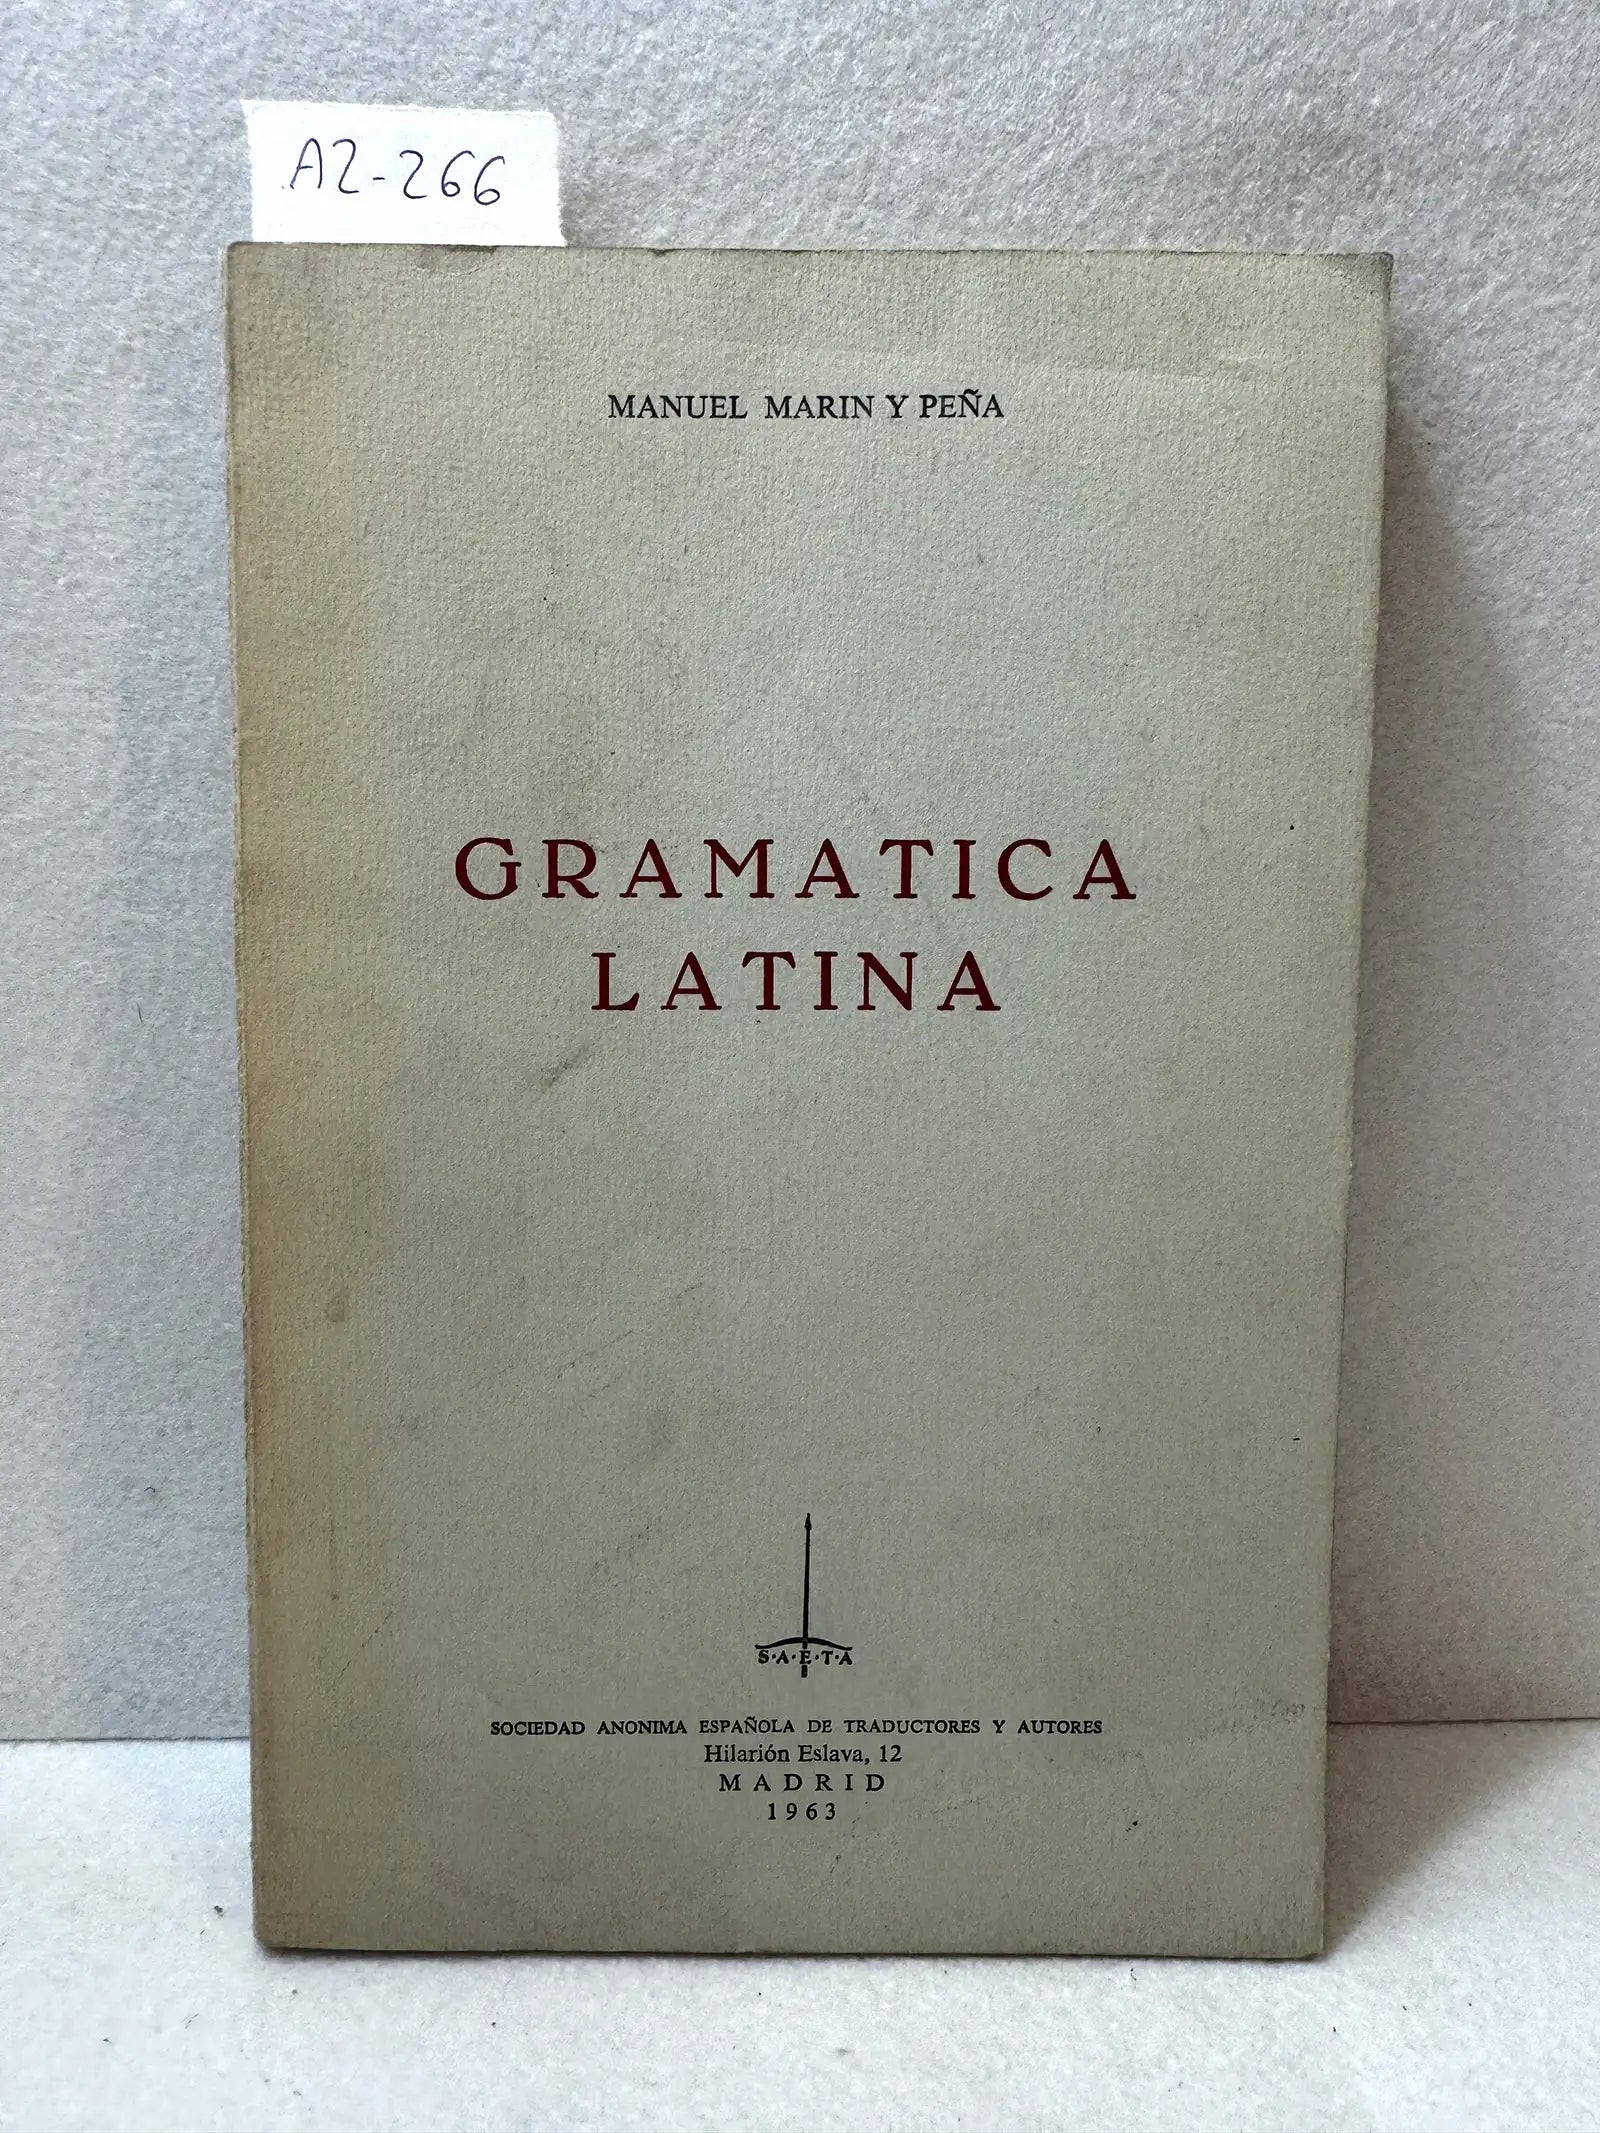 A2-266
MANUEL MARIN Y PEÑA
GRAMATICA
LATINA
S·A·E·T·A
SOCIEDAD ANONIMA ESPAÑOLA DE TRADUCTORES Y AUTORES
Hilarión Eslava, 12
MADRID
1963